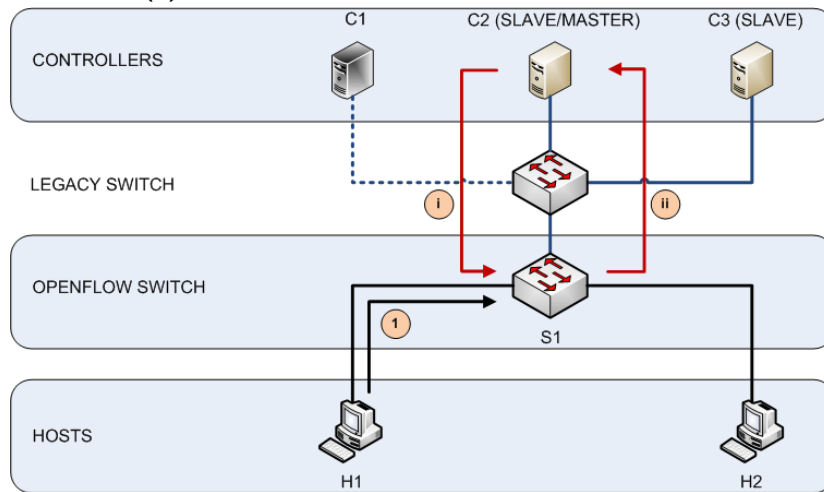 C1
C2 (SLAVE/MASTER)
C3 (SLAVE)
CONTROLLERS
LEGACY SWITCH
i
ii
OPENFLOW SWITCH
1
S1
HOSTS
H1
H2